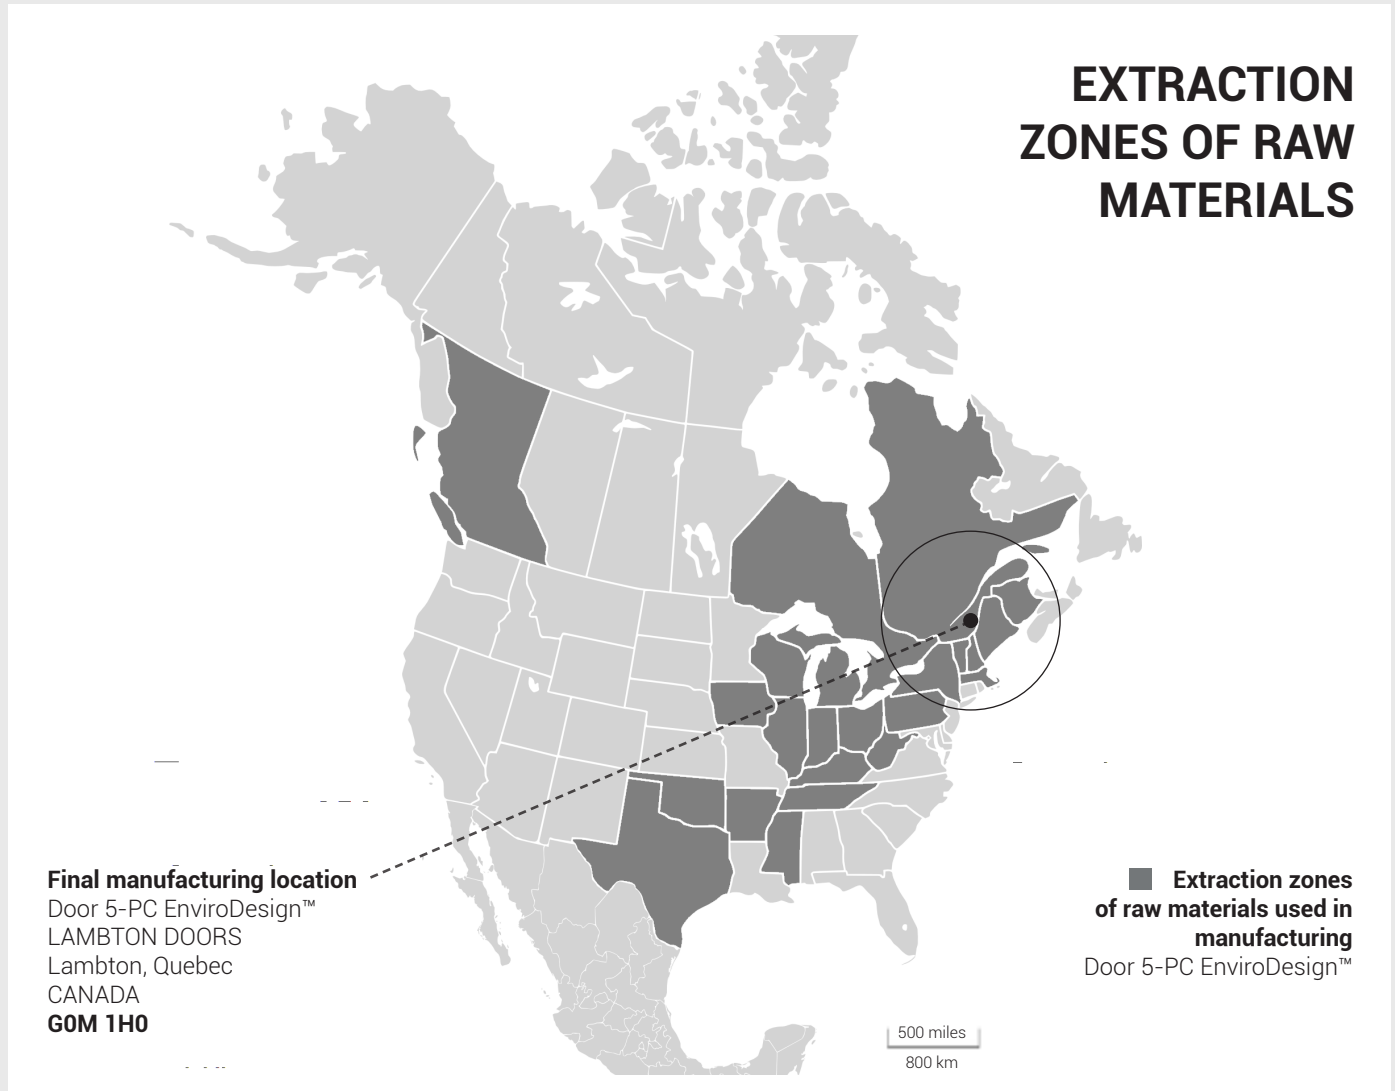 EXTRACTION
ZONES OF RAW
MATERIALS
Final manufacturing location
Door 5-PC EnviroDesign™
LAMBTON DOORS
Lambton, Quebec
CANADA
G0M 1H0
Extraction zones
of raw materials used in
manufacturing
Door 5-PC EnviroDesign™
500 miles
800 km